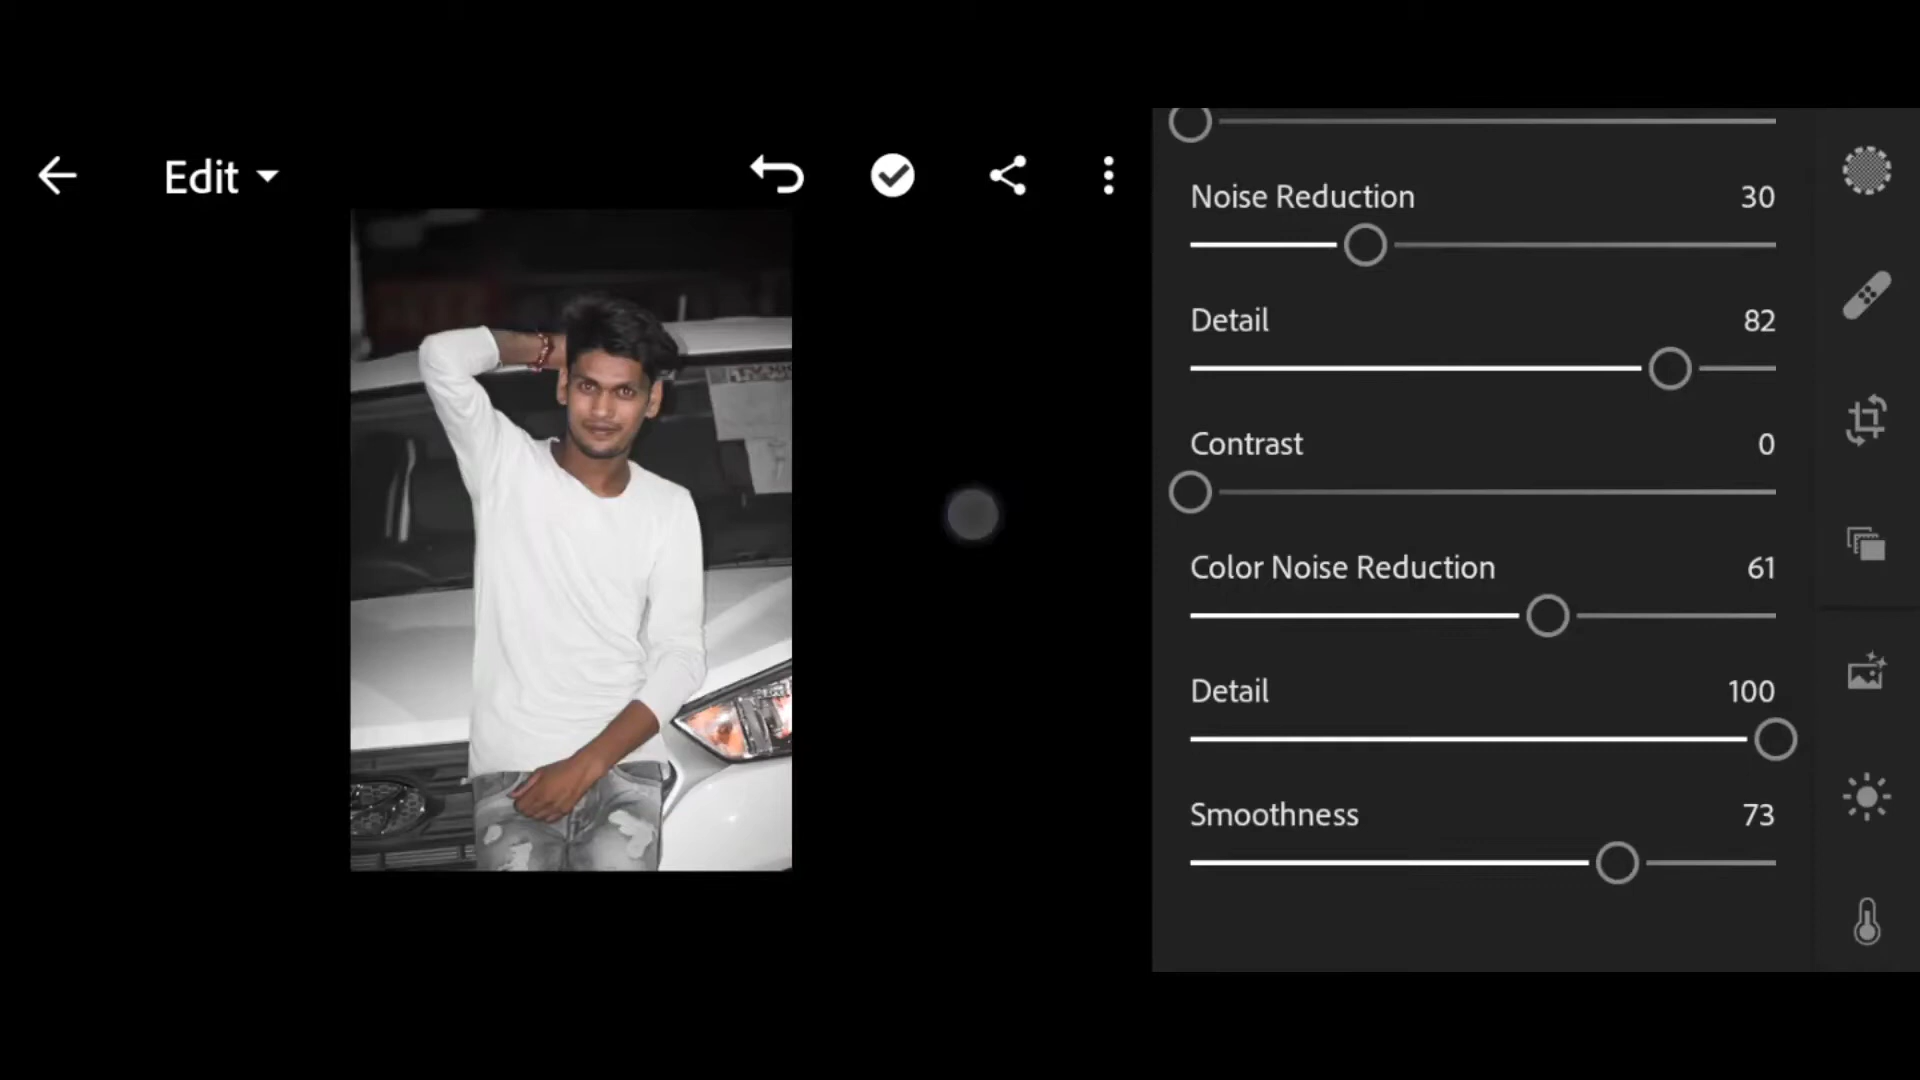 Edit
Noise Reduction 30
Detail 82
Contrast 0
Color Noise Reduction 61
Detail 100
Smoothness 73